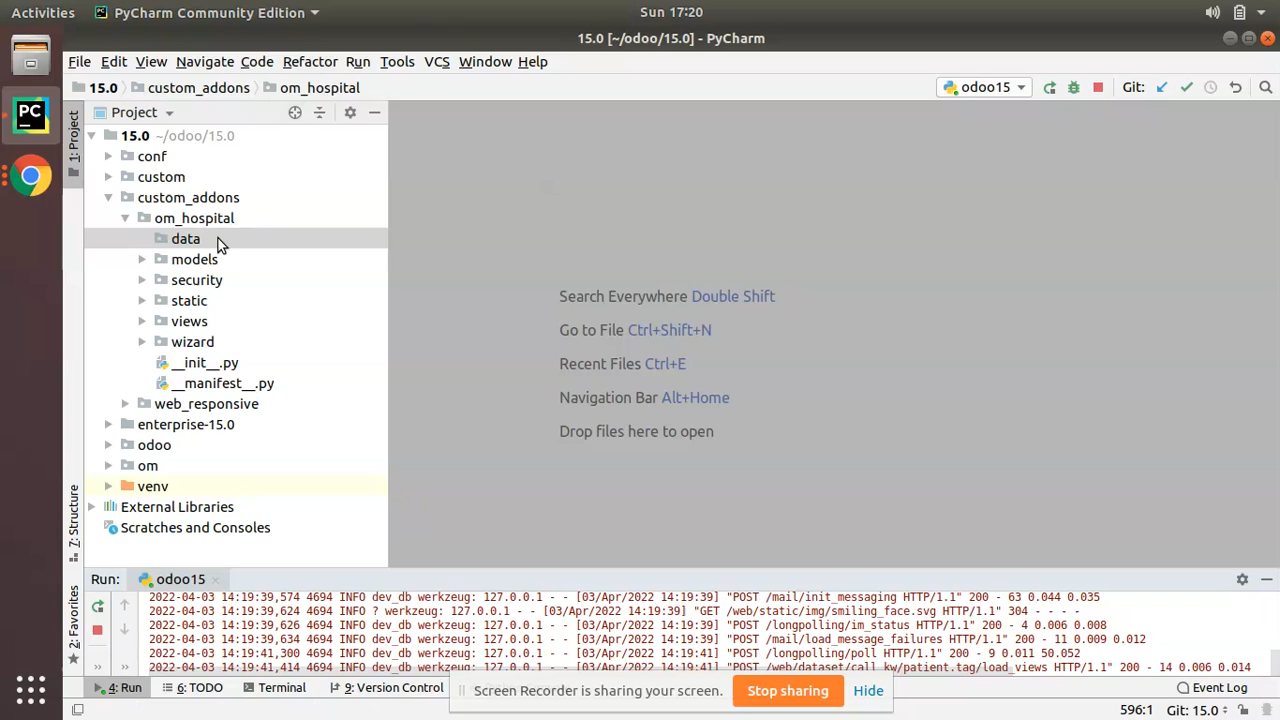 Activities PyCharm Community Edition Sun 17:20
15.0 [~/odoo/15.0] - PyCharm
File Edit View Navigate Code Refactor Run Tools VCS Window Help
15.0 custom_addons om_hospital odoo15 Git:
Project
1: Project
15.0 ~/odoo/15.0
conf
custom
custom_addons
om_hospital
data
models
security
static
views
wizard
__init__.py
__manifest__.py
web_responsive
enterprise-15.0
odoo
om
venv
External Libraries
Scratches and Consoles
Search Everywhere Double Shift
Go to File Ctrl+Shift+N
Recent Files Ctrl+E
Navigation Bar Alt+Home
Drop files here to open
7: Structure
2: Favorites
Run: odoo15
2022-04-03 14:19:39,574 4694 INFO dev_db werkzeug: 127.0.0.1 - - [03/Apr/2022 14:19:39] "POST /mail/init_messaging HTTP/1.1" 200 - 63 0.044 0.035
2022-04-03 14:19:39,624 4694 INFO ? werkzeug: 127.0.0.1 - - [03/Apr/2022 14:19:39] "GET /web/static/img/smiling_face.svg HTTP/1.1" 304 - - - -
2022-04-03 14:19:39,626 4694 INFO dev_db werkzeug: 127.0.0.1 - - [03/Apr/2022 14:19:39] "POST /longpolling/im_status HTTP/1.1" 200 - 4 0.006 0.008
2022-04-03 14:19:39,634 4694 INFO dev_db werkzeug: 127.0.0.1 - - [03/Apr/2022 14:19:39] "POST /mail/load_message_failures HTTP/1.1" 200 - 11 0.009 0.012
2022-04-03 14:19:41,300 4694 INFO dev_db werkzeug: 127.0.0.1 - - [03/Apr/2022 14:19:41] "POST /longpolling/poll HTTP/1.1" 200 - 9 0.011 50.052
2022-04-03 14:19:41,414 4694 INFO dev_db werkzeug: 127.0.0.1 - - [03/Apr/2022 14:19:41] "POST /web/dataset/call_kw/patient.tag/load_views HTTP/1.1" 200 - 14 0.006 0.014
4: Run 6: TODO Terminal 9: Version Control Event Log
Screen Recorder is sharing your screen. Stop sharing Hide
596:1 Git: 15.0